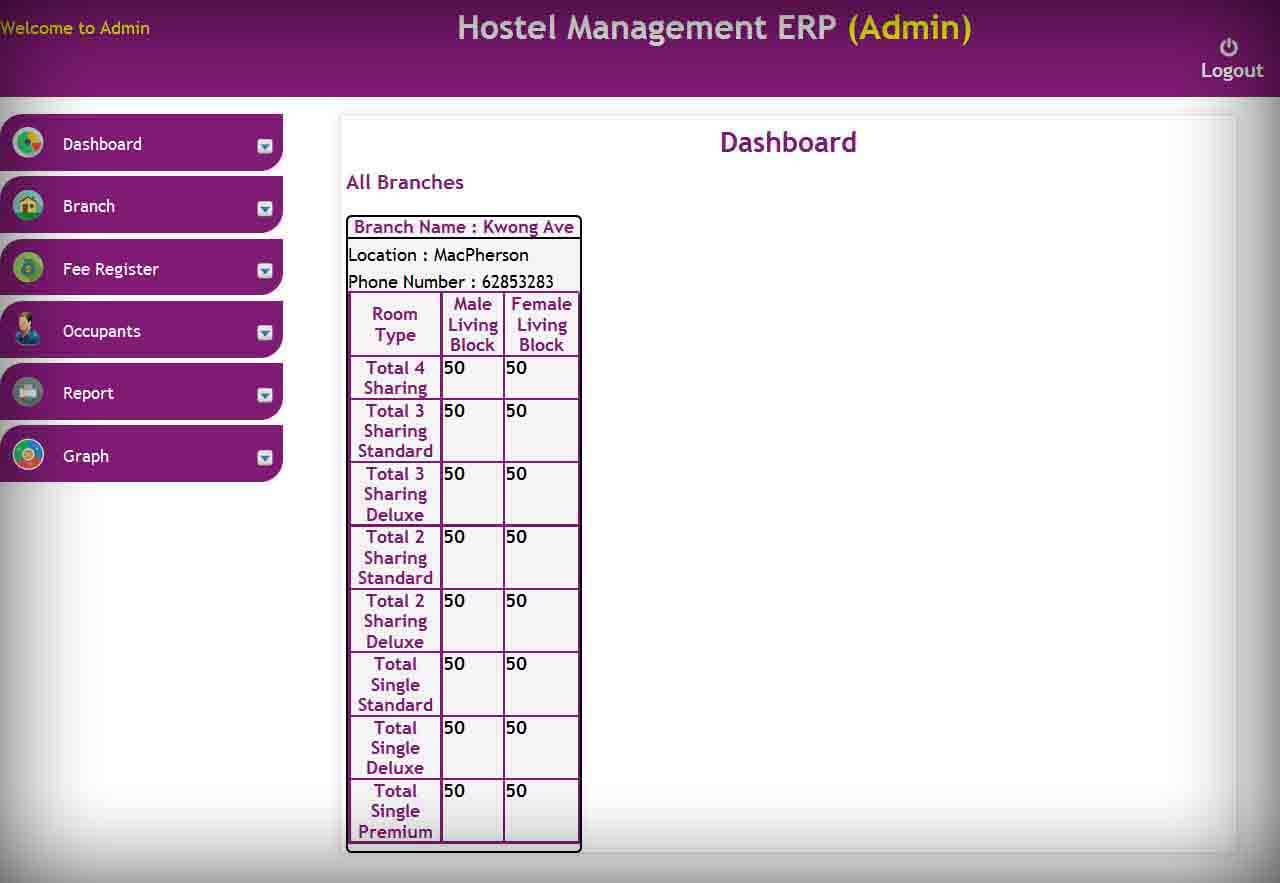 Welcome to Admin
Hostel Management ERP (Admin)
Logout
Dashboard
Branch
Fee Register
Occupants
Report
Graph
Dashboard
All Branches
Branch Name : Kwong Ave
Location : MacPherson
Phone Number : 62853283
Room
Type
Male
Living
Block
Female
Living
Block
Total 4
Sharing
50
50
Total 3
Sharing
Standard
50
50
Total 3
Sharing
Deluxe
50
50
Total 2
Sharing
Standard
50
50
Total 2
Sharing
Deluxe
50
50
Total
Single
Standard
50
50
Total
Single
Deluxe
50
50
Total
Single
Premium
50
50